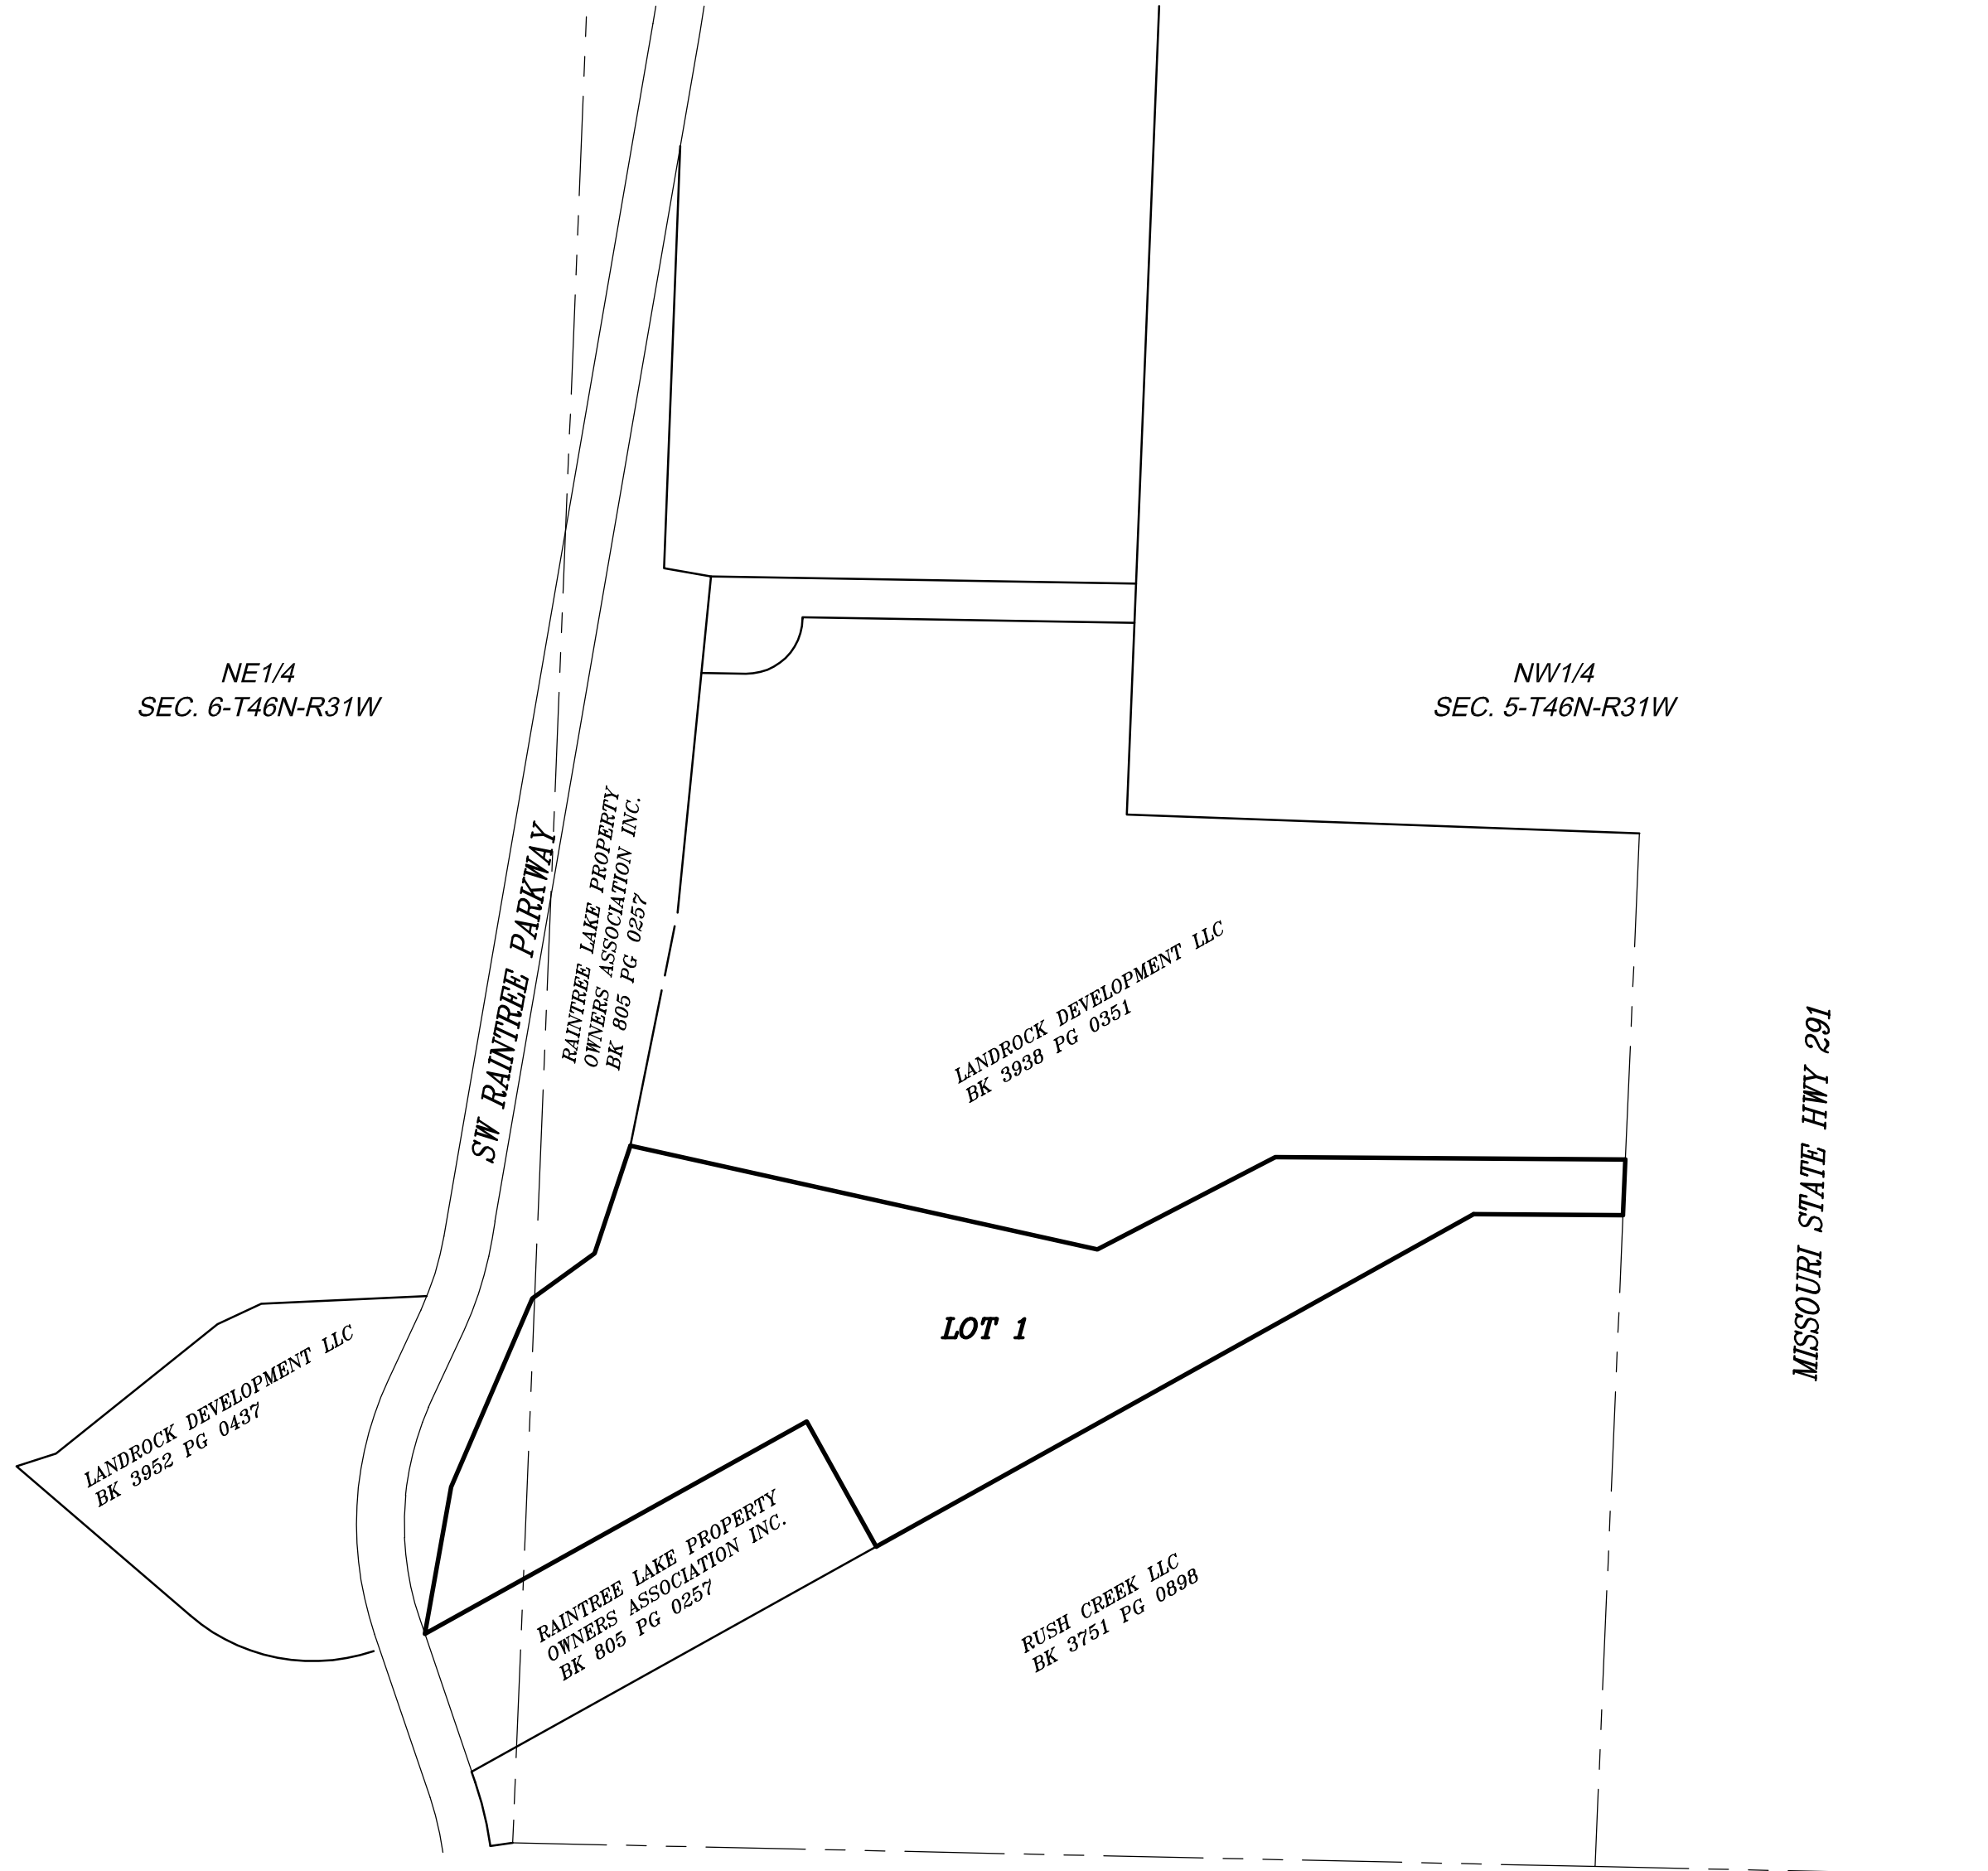 NE1/4
SEC. 6-T46N-R31W
NW1/4
SEC. 5-T46N-R31W
SW RAINTREE PARKWAY
RAINTREE LAKE PROPERTY
OWNERS ASSOCIATION INC.
BK 805 PG 0257
LANDROCK DEVELOPMENT LLC
BK 3938 PG 0351
MISSOURI STATE HWY 291
LOT 1
LANDROCK DEVELOPMENT LLC
BK 3952 PG 0437
RAINTREE LAKE PROPERTY
OWNERS ASSOCIATION INC.
BK 805 PG 0257
RUSH CREEK LLC
BK 3751 PG 0898